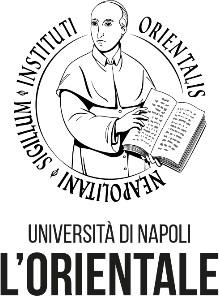 SIGILLUM · INSTITUTI ORIENTALIS NEAPOLITANI
UNIVERSITÀ DI NAPOLI
L'ORIENTALE